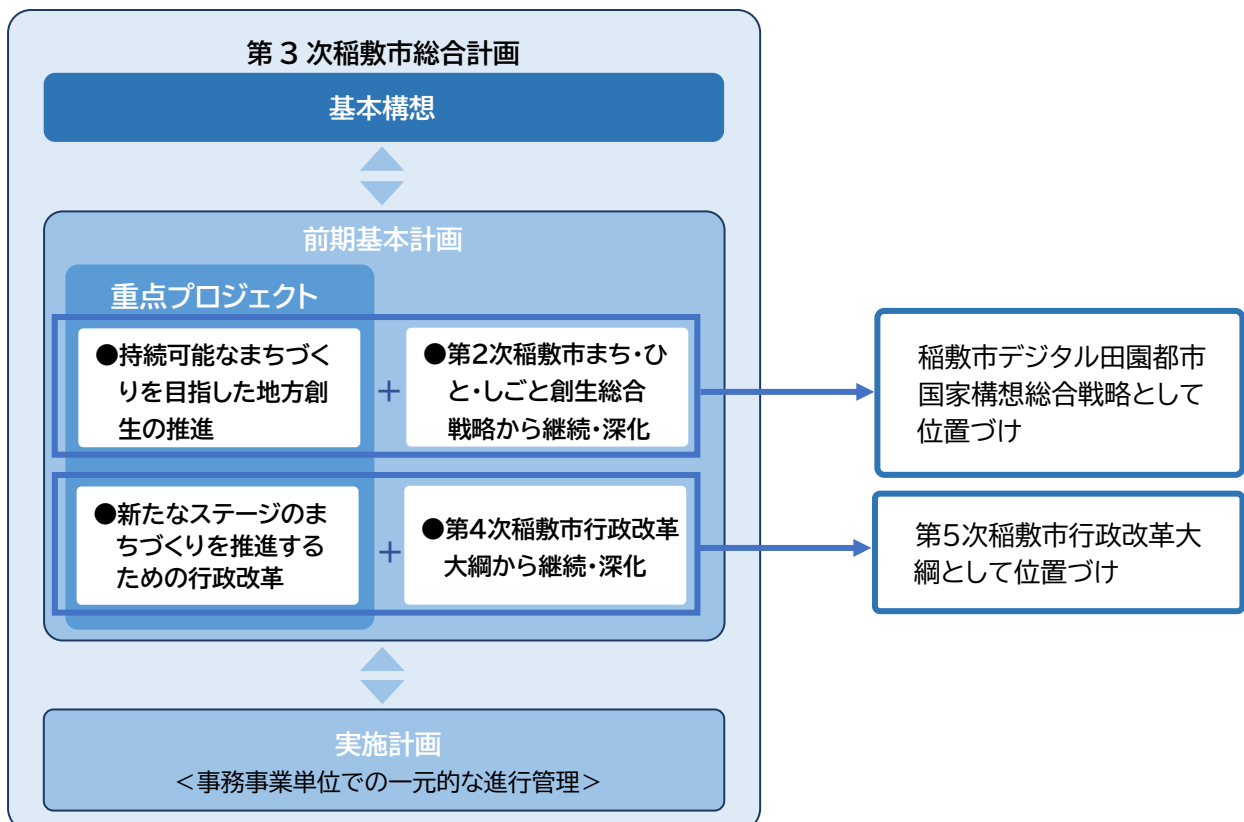 第3次稲敷市総合計画
基本構想
前期基本計画
重点プロジェクト
●持続可能なまちづく
りを目指した地方創
生の推進
+
●第2次稲敷市まち・ひ
と・しごと創生総合
戦略から継続・深化
稲敷市デジタル田園都市
国家構想総合戦略として
位置づけ
●新たなステージのま
ちづくりを推進する
ための行政改革
+
●第4次稲敷市行政改革
大綱から継続・深化
第5次稲敷市行政改革大
綱として位置づけ
実施計画
＜事務事業単位での一元的な進行管理＞